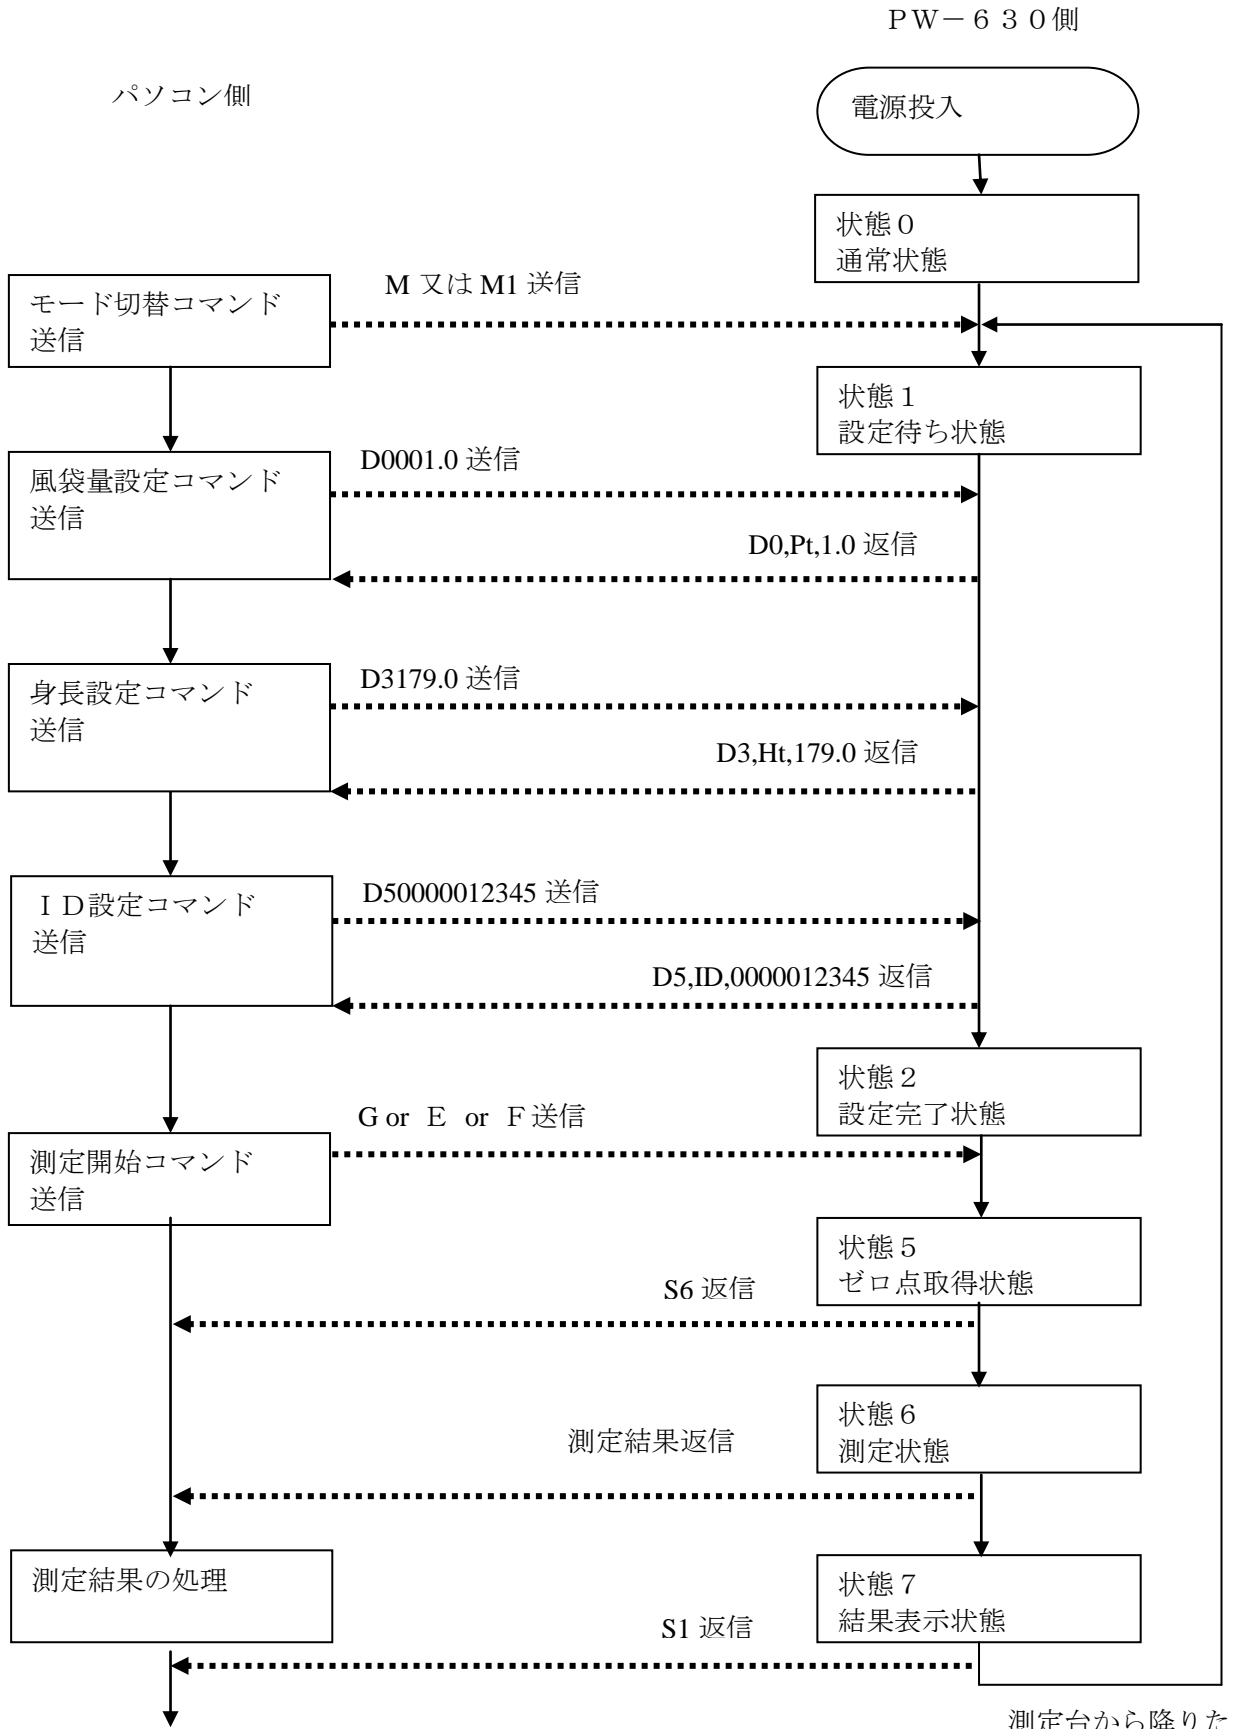 ＰＷ－６３０側
パソコン側
電源投入
状態０
通常状態
M 又は M1 送信
モード切替コマンド
送信
状態１
設定待ち状態
D0001.0 送信
風袋量設定コマンド
送信
D0,Pt,1.0 返信
D3179.0 送信
身長設定コマンド
送信
D3,Ht,179.0 返信
D50000012345 送信
ＩＤ設定コマンド
送信
D5,ID,0000012345 返信
状態２
設定完了状態
G or Ｅ or Ｆ送信
測定開始コマンド
送信
状態５
ゼロ点取得状態
S6 返信
状態６
測定状態
測定結果返信
測定結果の処理
状態７
結果表示状態
S1 返信
測定台から降りた